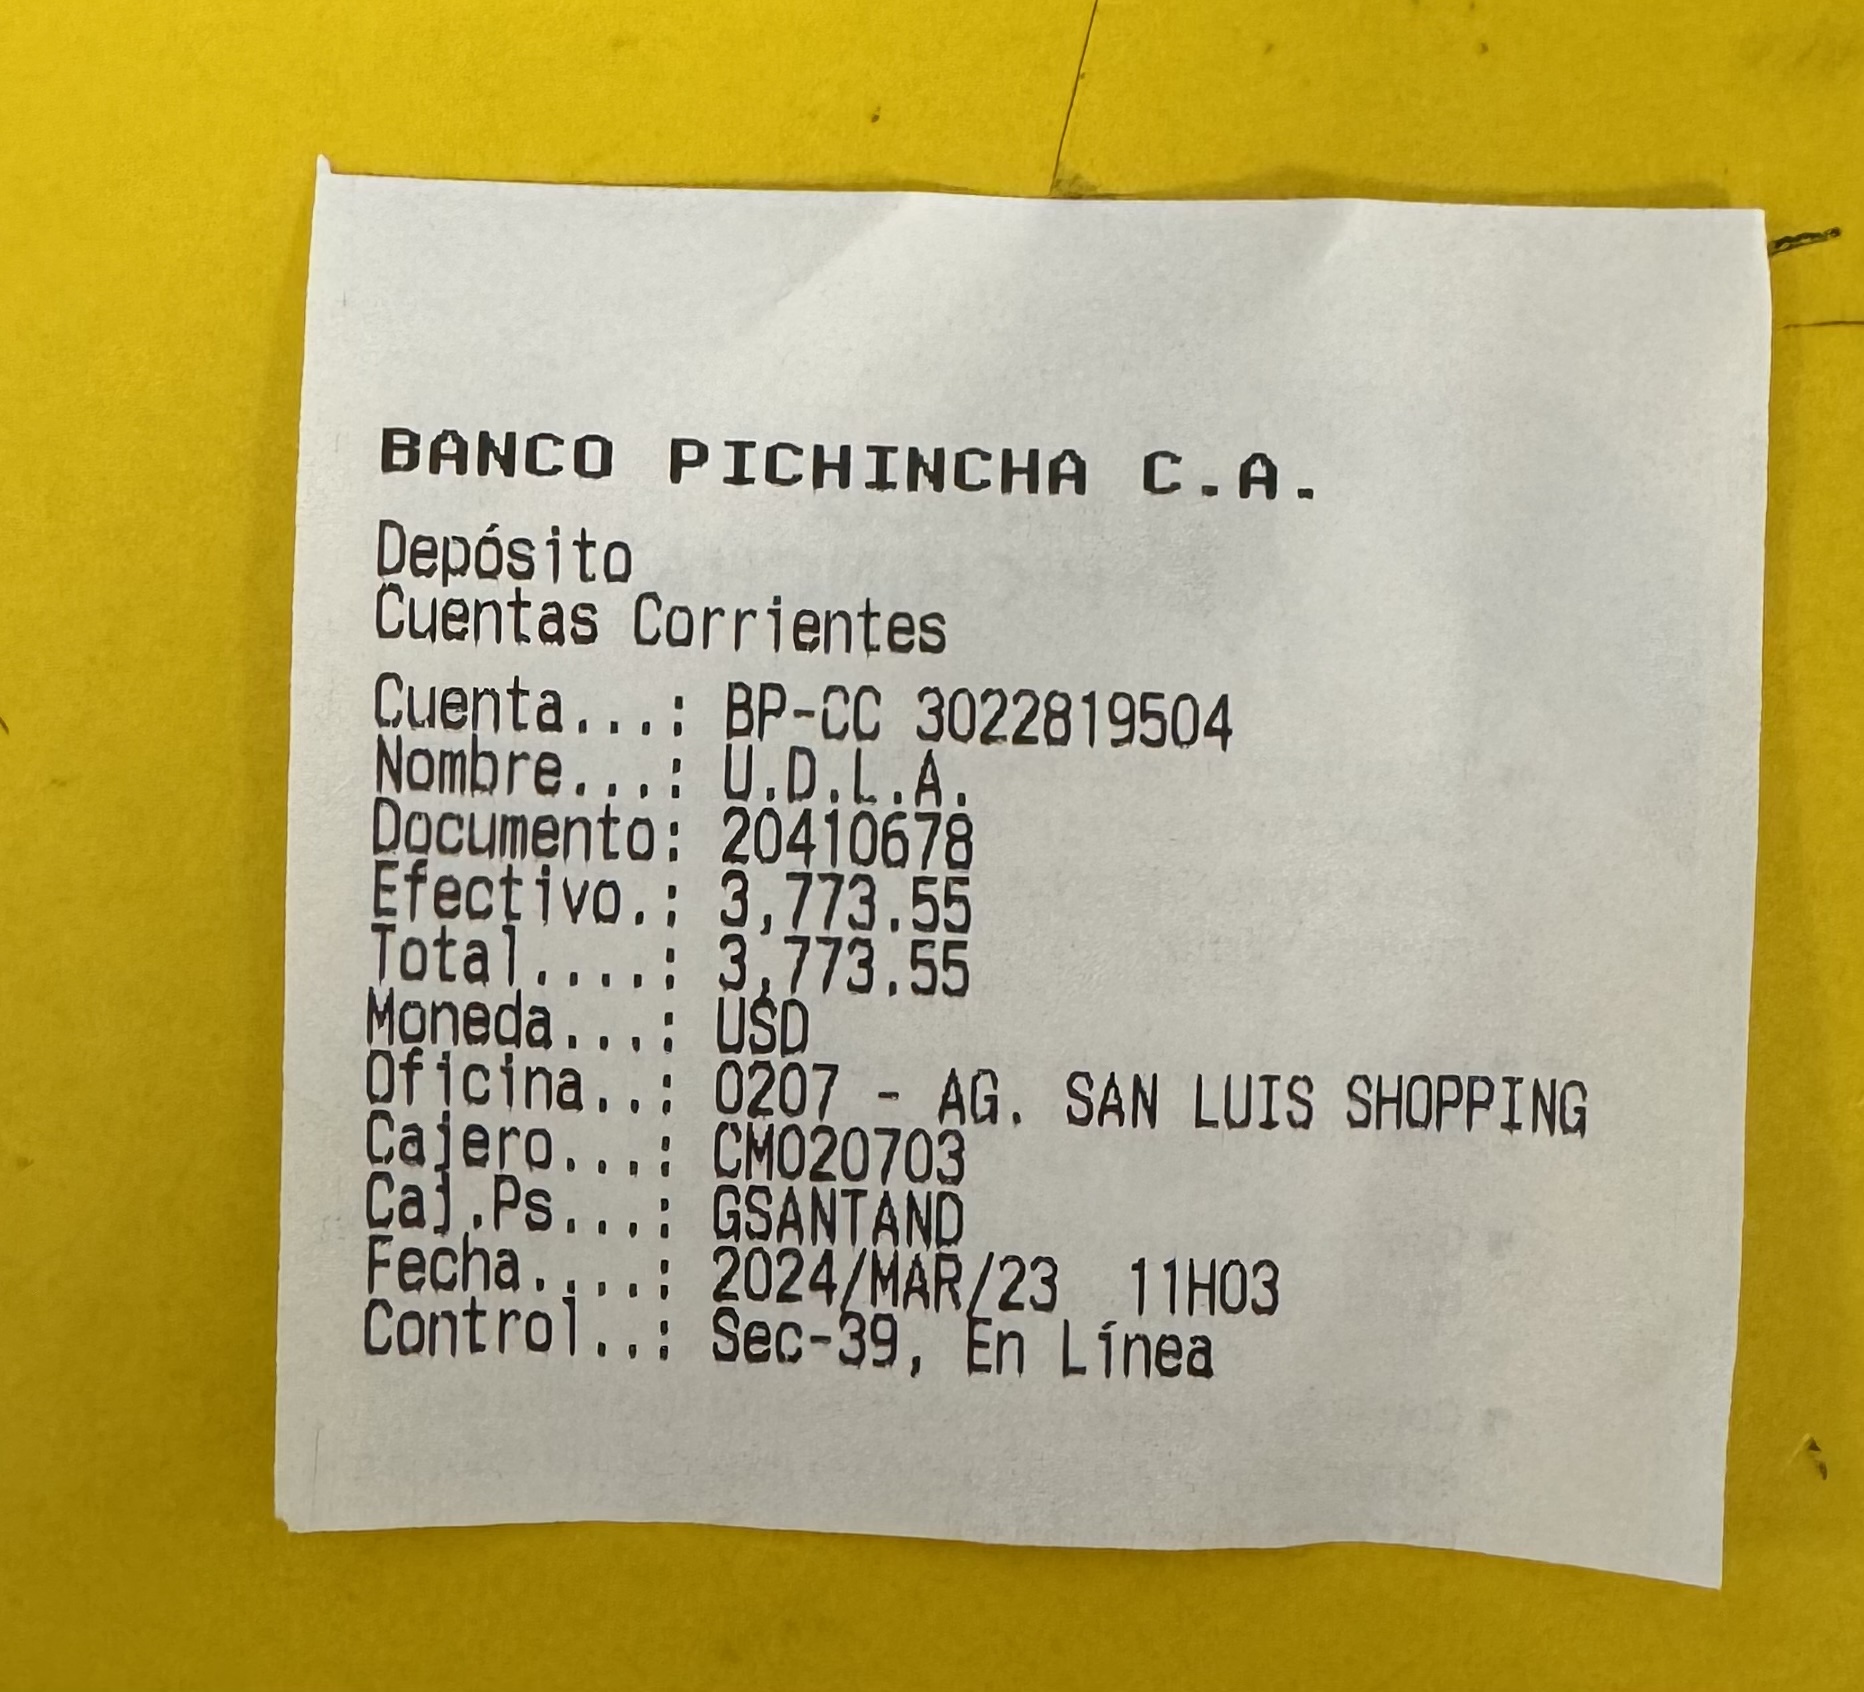 BANCO PICHINCHA C.A.
Depósito
Cuentas Corrientes
Cuenta...: BP-CC 3022819504
Nombre...: U.D.L.A.
Documento: 20410678
Efectivo.: 3,773.55
Total....: 3,773.55
Moneda...: USD
Oficina..: 0207 - AG. SAN LUIS SHOPPING
Cajero...: CM020703
Caj.Ps...: GSANTAND
Fecha....: 2024/MAR/23  11H03
Control..: Sec-39, En Línea